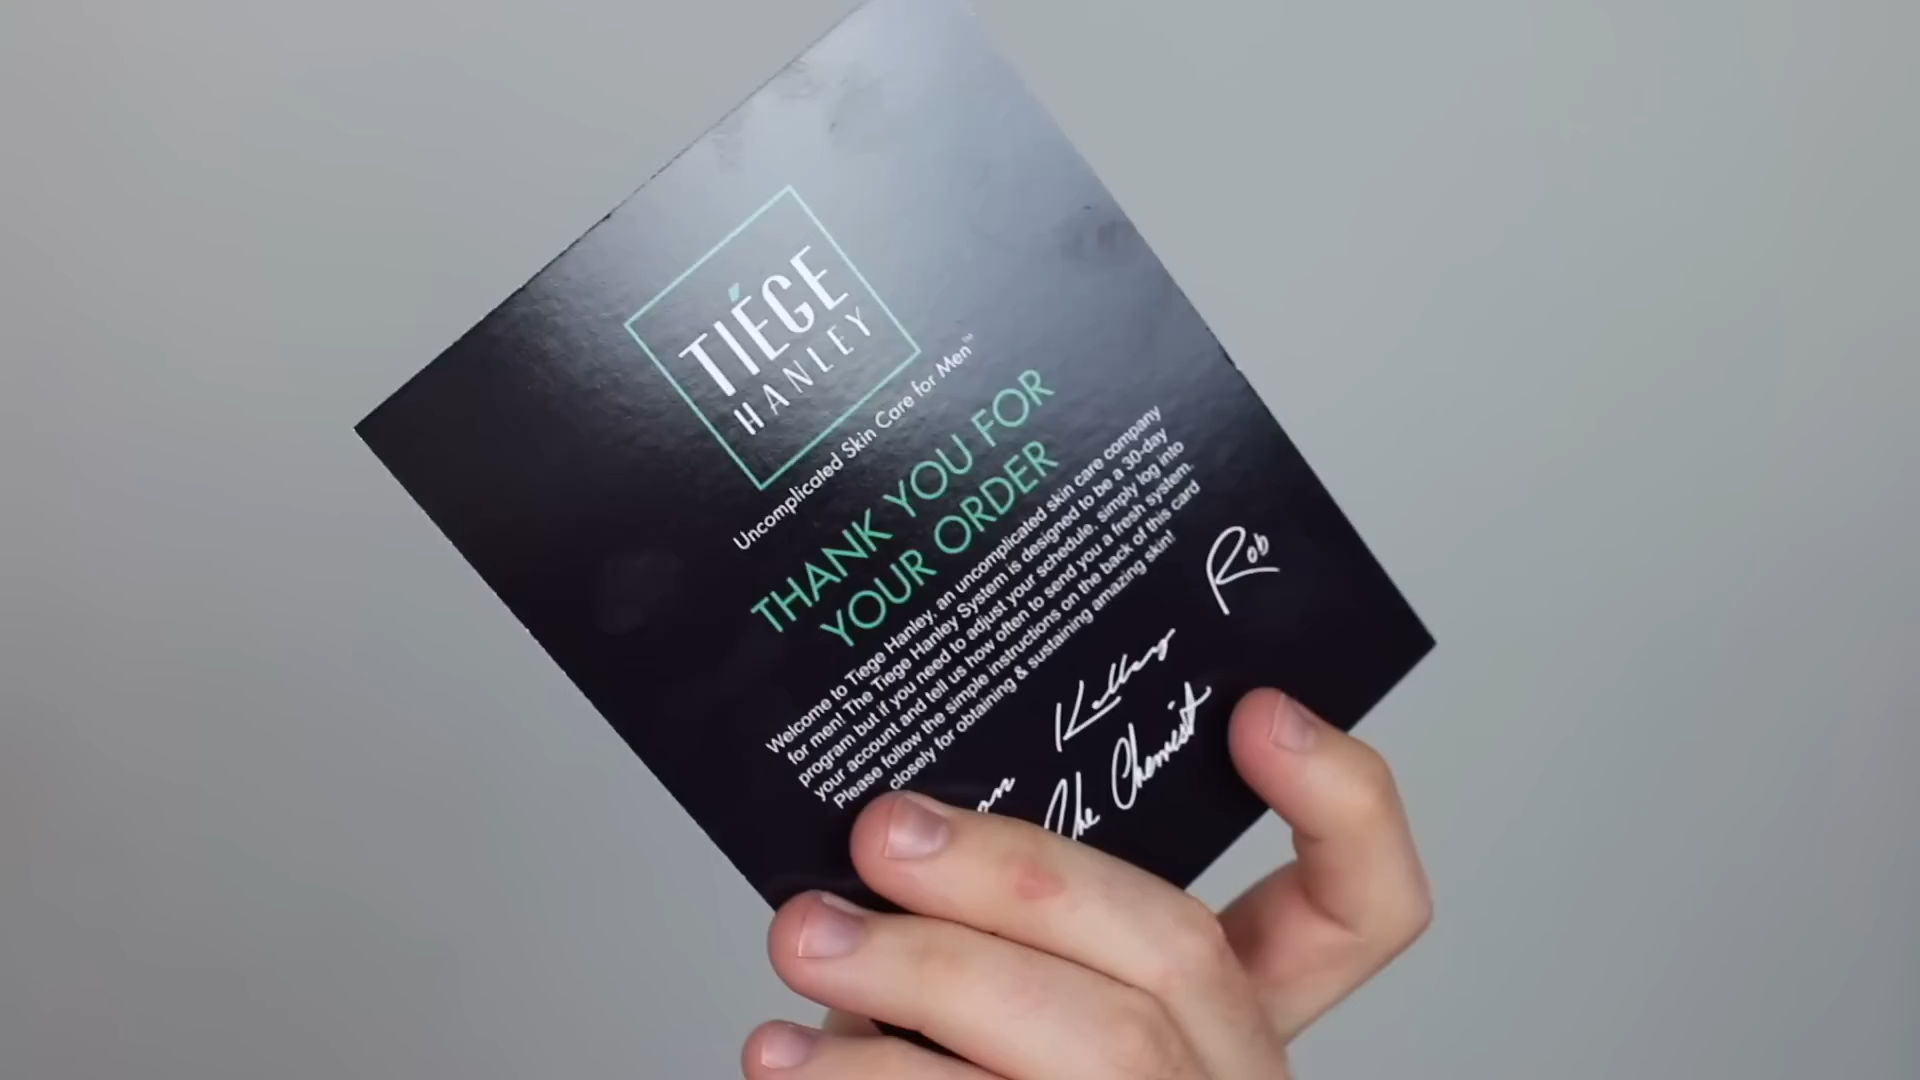 TIÉGE
HANLEY
Uncomplicated Skin Care for Men™
THANK YOU FOR
YOUR ORDER
Welcome to Tiege Hanley, an uncomplicated skin care company
for men! The Tiege Hanley System is designed to be a 30-day
program but if you need to adjust your schedule, simply log into
your account and tell us how often to send you a fresh system.
Please follow the simple instructions on the back of this card
closely for obtaining & sustaining amazing skin!
Rob
Kelley
The Chemist